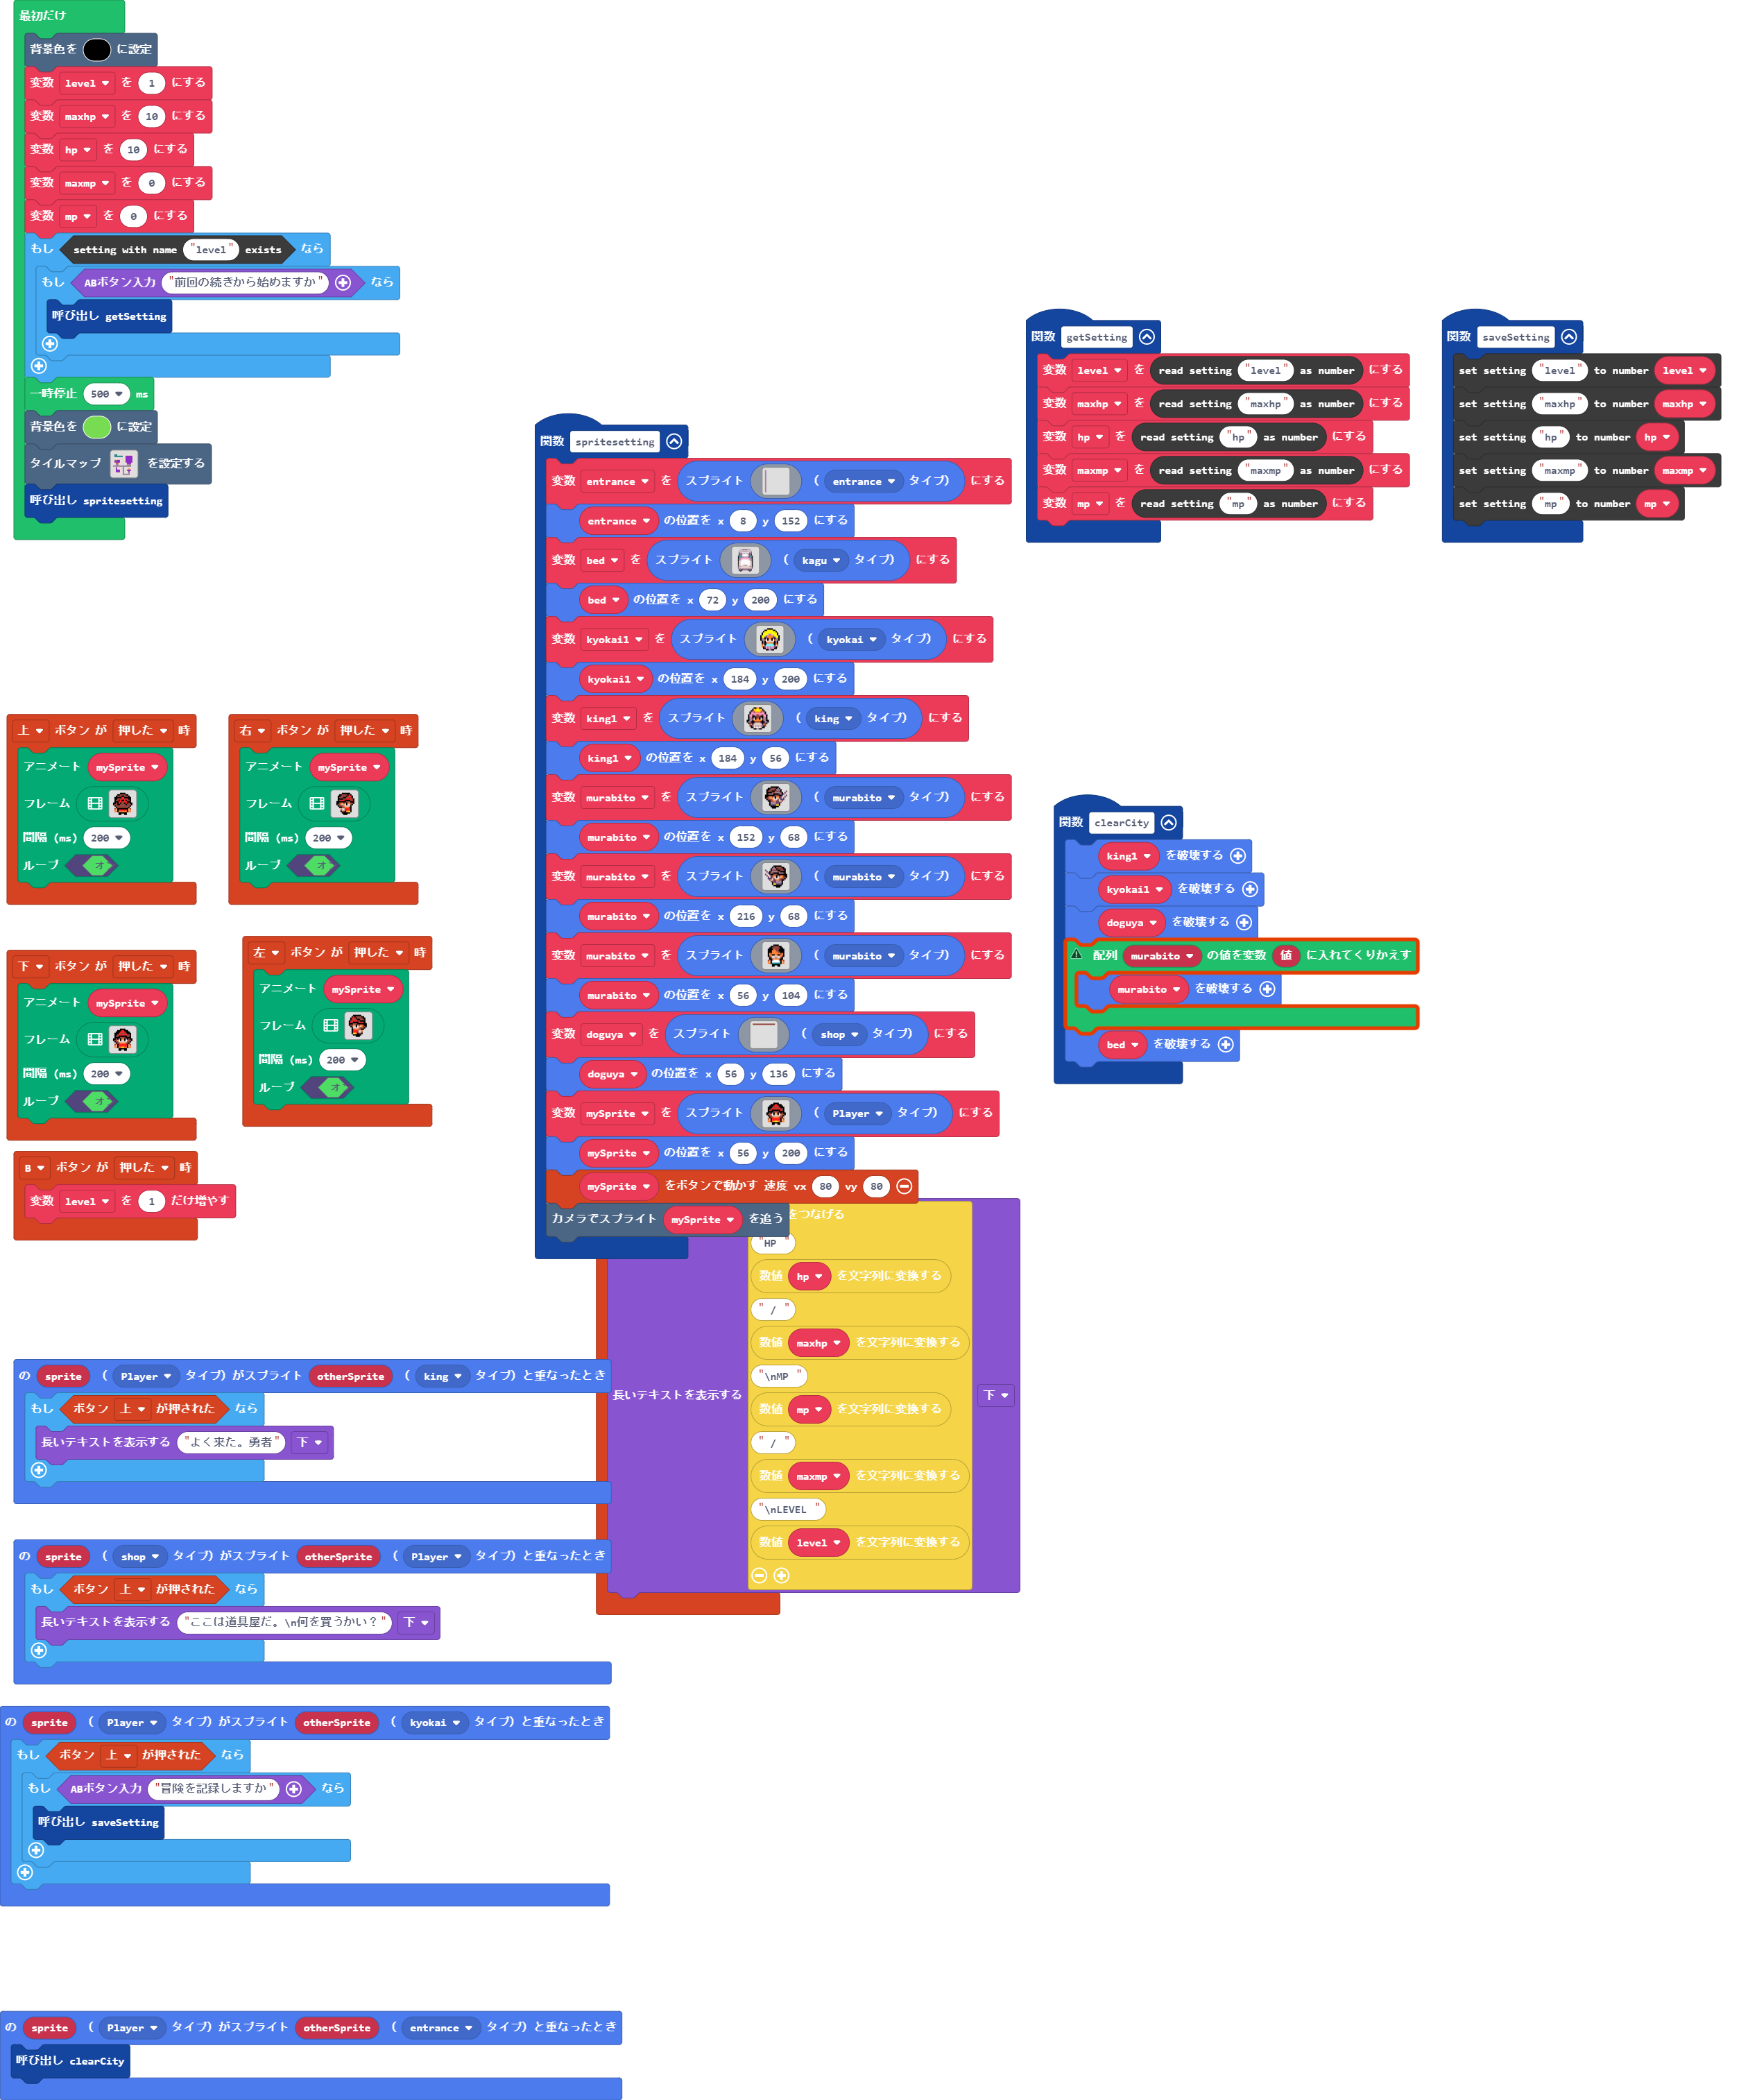 最初だけ
背景色を に設定
変数 level を 1 にする
変数 maxhp を 10 にする
変数 hp を 10 にする
変数 maxmp を 0 にする
変数 mp を 0 にする
もし setting with name "level" exists なら
もし ABボタン入力 "前回の続きから始めますか" なら
呼び出し getSetting
一時停止 500 ms
背景色を に設定
タイルマップ を設定する
呼び出し spritesetting
関数 getSetting
変数 level を read setting "level" as number にする
変数 maxhp を read setting "maxhp" as number にする
変数 hp を read setting "hp" as number にする
変数 maxmp を read setting "maxmp" as number にする
変数 mp を read setting "mp" as number にする
関数 saveSetting
set setting "level" to number level
set setting "maxhp" to number maxhp
set setting "hp" to number hp
set setting "maxmp" to number maxmp
set setting "mp" to number mp
関数 spritesetting
変数 entrance を スプライト ( entrance タイプ) にする
entrance の位置を x 8 y 152 にする
変数 bed を スプライト ( kagu タイプ) にする
bed の位置を x 72 y 200 にする
変数 kyokai1 を スプライト ( kyokai タイプ) にする
kyokai1 の位置を x 184 y 200 にする
変数 king1 を スプライト ( king タイプ) にする
king1 の位置を x 184 y 56 にする
変数 murabito を スプライト ( murabito タイプ) にする
murabito の位置を x 152 y 68 にする
変数 murabito を スプライト ( murabito タイプ) にする
murabito の位置を x 216 y 68 にする
変数 murabito を スプライト ( murabito タイプ) にする
murabito の位置を x 56 y 104 にする
変数 doguya を スプライト ( shop タイプ) にする
doguya の位置を x 56 y 136 にする
変数 mySprite を スプライト ( Player タイプ) にする
mySprite の位置を x 56 y 200 にする
mySprite をボタンで動かす 速度 vx 80 vy 80
カメラでスプライト mySprite を追う
上 ボタン が 押した 時
アニメート mySprite
フレーム
間隔 (ms) 200
ループ オ
右 ボタン が 押した 時
アニメート mySprite
フレーム
間隔 (ms) 200
ループ オ
下 ボタン が 押した 時
アニメート mySprite
フレーム
間隔 (ms) 200
ループ オ
左 ボタン が 押した 時
アニメート mySprite
フレーム
間隔 (ms) 200
ループ オ
B ボタン が 押した 時
変数 level を 1 だけ増やす
関数 clearCity
king1 を破壊する
kyokai1 を破壊する
doguya を破壊する
配列 murabito の値を変数 値 に入れてくりかえす
murabito を破壊する
bed を破壊する
長いテキストを表示する
をつなげる
"HP "
数値 hp を文字列に変換する
" / "
数値 maxhp を文字列に変換する
"\nMP "
数値 mp を文字列に変換する
" / "
数値 maxmp を文字列に変換する
"\nLEVEL "
数値 level を文字列に変換する
下
の sprite ( Player タイプ) がスプライト otherSprite ( king タイプ) と重なったとき
もし ボタン 上 が押された なら
長いテキストを表示する "よく来た。勇者" 下
の sprite ( shop タイプ) がスプライト otherSprite ( Player タイプ) と重なったとき
もし ボタン 上 が押された なら
長いテキストを表示する "ここは道具屋だ。\n何を買うかい？" 下
の sprite ( Player タイプ) がスプライト otherSprite ( kyokai タイプ) と重なったとき
もし ボタン 上 が押された なら
もし ABボタン入力 "冒険を記録しますか" なら
呼び出し saveSetting
の sprite ( Player タイプ) がスプライト otherSprite ( entrance タイプ) と重なったとき
呼び出し clearCity